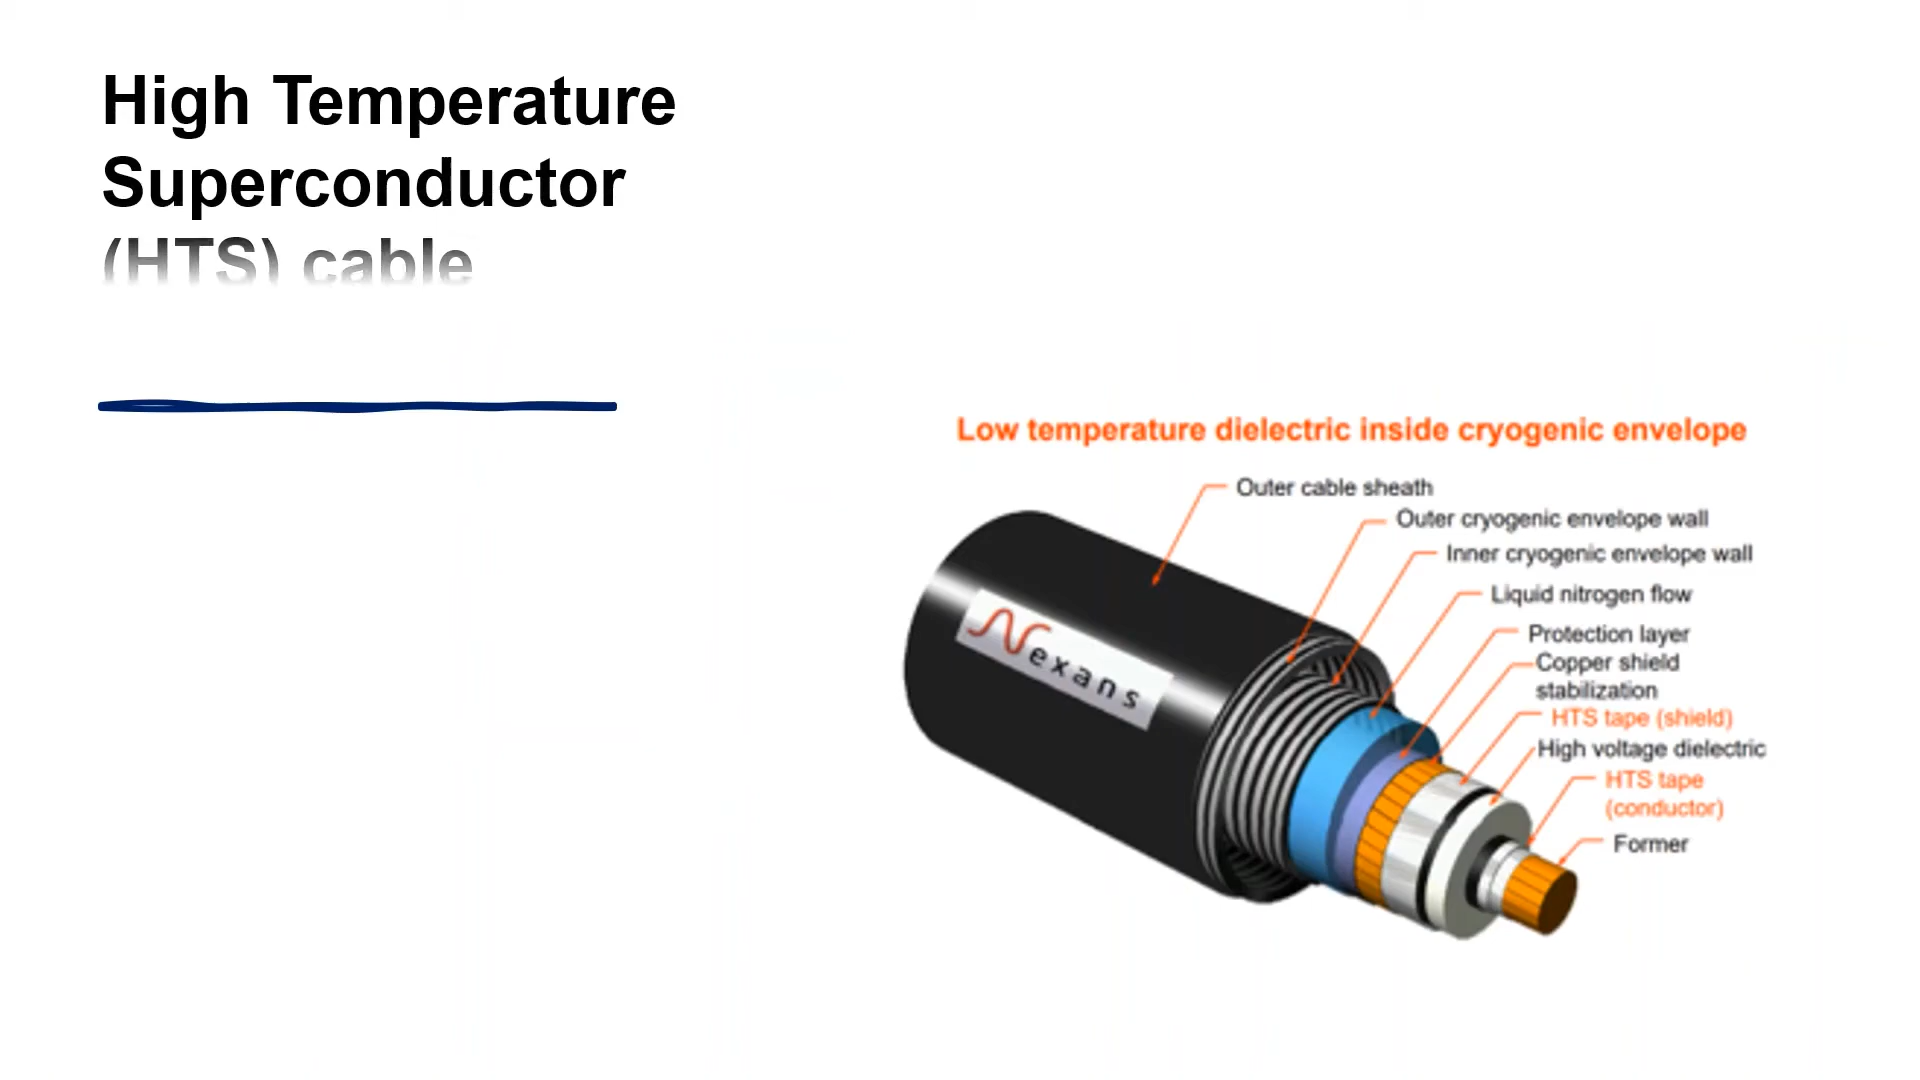 High Temperature
Superconductor
(HTS) cable
Low temperature dielectric inside cryogenic envelope
Outer cable sheath
Outer cryogenic envelope wall
Inner cryogenic envelope wall
Liquid nitrogen flow
Protection layer
Copper shield
stabilization
HTS tape (shield)
High voltage dielectric
HTS tape
(conductor)
Former
Nexans